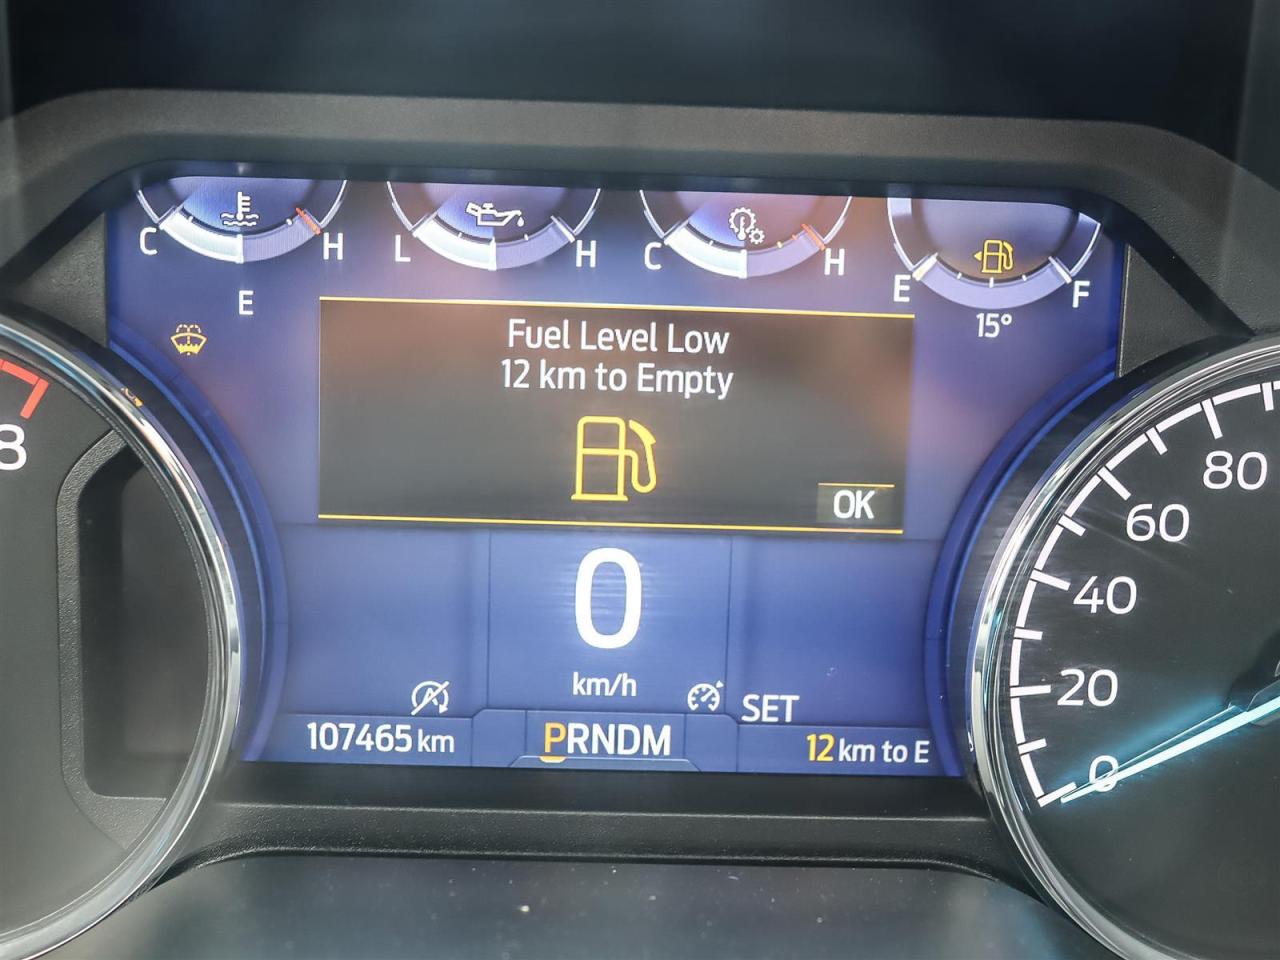 C H
L H
C H
E F
E
15°
Fuel Level Low
12 km to Empty
OK
8
80
60
40
20
0
0
km/h
SET
107465 km
PRNDM
12 km to E